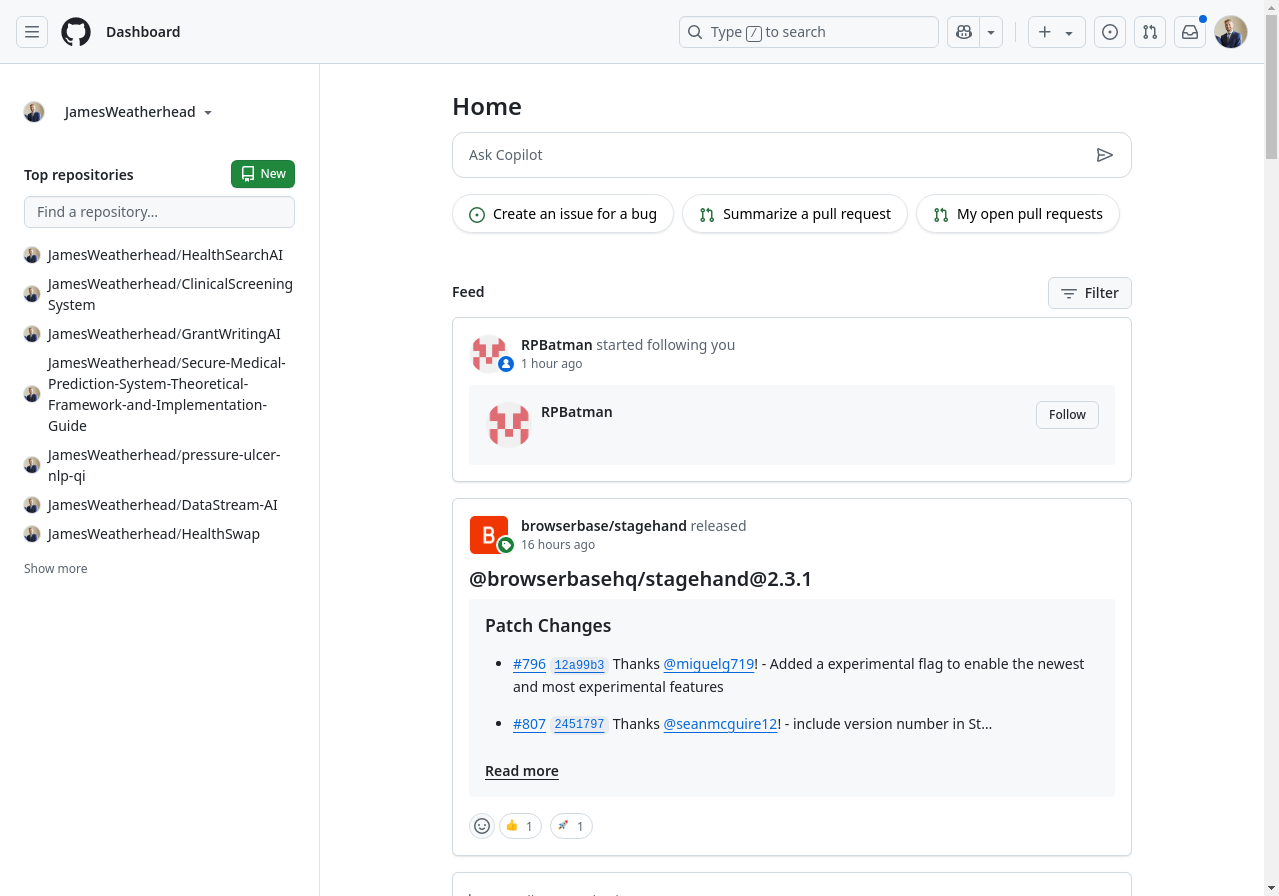 Dashboard
Type / to search
JamesWeatherhead
Top repositories
New
Find a repository…
JamesWeatherhead/HealthSearchAI
JamesWeatherhead/ClinicalScreening
System
JamesWeatherhead/GrantWritingAI
JamesWeatherhead/Secure-Medical-
Prediction-System-Theoretical-
Framework-and-Implementation-
Guide
JamesWeatherhead/pressure-ulcer-
nlp-qi
JamesWeatherhead/DataStream-AI
JamesWeatherhead/HealthSwap
Show more
Home
Ask Copilot
Create an issue for a bug
Summarize a pull request
My open pull requests
Feed
Filter
RPBatman started following you
1 hour ago
RPBatman
Follow
B
browserbase/stagehand released
16 hours ago
@browserbasehq/stagehand@2.3.1
Patch Changes
#796 12a99b3 Thanks @miguelg719! - Added a experimental flag to enable the newest
and most experimental features
#807 2451797 Thanks @seanmcguire12! - include version number in St…
Read more
1
1